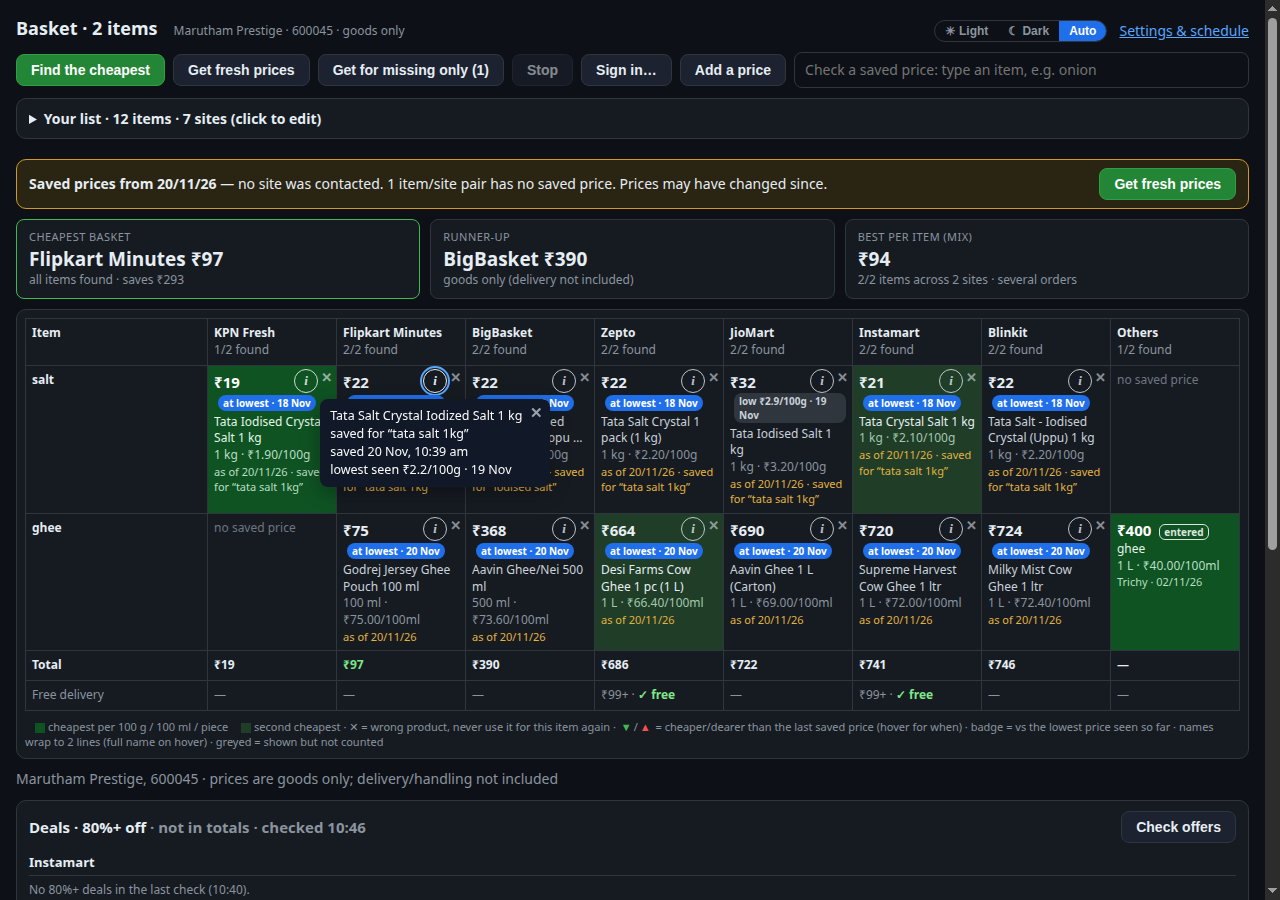 Basket · 2 items Marutham Prestige · 600045 · goods only
☀ Light ☾ Dark Auto Settings & schedule
Find the cheapest Get fresh prices Get for missing only (1) Stop Sign in… Add a price Check a saved price: type an item, e.g. onion
▶ Your list · 12 items · 7 sites (click to edit)
Saved prices from 20/11/26 — no site was contacted. 1 item/site pair has no saved price. Prices may have changed since. Get fresh prices
CHEAPEST BASKET
Flipkart Minutes ₹97
all items found · saves ₹293
RUNNER-UP
BigBasket ₹390
goods only (delivery not included)
BEST PER ITEM (MIX)
₹94
2/2 items across 2 sites · several orders
Item KPN Fresh Flipkart Minutes BigBasket Zepto JioMart Instamart Blinkit Others
1/2 found 2/2 found 2/2 found 2/2 found 2/2 found 2/2 found 2/2 found 1/2 found
salt
₹19 i ✕
at lowest · 18 Nov
Tata Iodised Crysta
Salt 1 kg
1 kg · ₹1.90/100g
as of 20/11/26 · save
for “tata salt 1kg”
₹22 i ✕
Tata Salt Crystal Iodized Salt 1 kg ✕
saved for “tata salt 1kg”
saved 20 Nov, 10:39 am
lowest seen ₹2.2/100g · 19 Nov
for “tata salt 1kg”
₹22 i ✕
Nov
ed
ppu ...
00g
saved
for “iodised salt”
₹22 i ✕
at lowest · 18 Nov
Tata Salt Crystal 1
pack (1 kg)
1 kg · ₹2.20/100g
as of 20/11/26 · saved
for “tata salt 1kg”
₹32 i ✕
low ₹2.9/100g · 19
Nov
Tata Iodised Salt 1
kg
1 kg · ₹3.20/100g
as of 20/11/26 · saved
for “tata salt 1kg”
₹21 i ✕
at lowest · 18 Nov
Tata Crystal Salt 1 kg
1 kg · ₹2.10/100g
as of 20/11/26 · saved
for “tata salt 1kg”
₹22 i ✕
at lowest · 18 Nov
Tata Salt - Iodised
Crystal (Uppu) 1 kg
1 kg · ₹2.20/100g
as of 20/11/26 · saved
for “tata salt 1kg”
no saved price
ghee
no saved price
₹75 i ✕
at lowest · 20 Nov
Godrej Jersey Ghee
Pouch 100 ml
100 ml ·
₹75.00/100ml
as of 20/11/26
₹368 i ✕
at lowest · 20 Nov
Aavin Ghee/Nei 500
ml
500 ml ·
₹73.60/100ml
as of 20/11/26
₹664 i ✕
at lowest · 20 Nov
Desi Farms Cow
Ghee 1 pc (1 L)
1 L · ₹66.40/100ml
as of 20/11/26
₹690 i ✕
at lowest · 20 Nov
Aavin Ghee 1 L
(Carton)
1 L · ₹69.00/100ml
as of 20/11/26
₹720 i ✕
at lowest · 20 Nov
Supreme Harvest
Cow Ghee 1 ltr
1 L · ₹72.00/100ml
as of 20/11/26
₹724 i ✕
at lowest · 20 Nov
Milky Mist Cow
Ghee 1 ltr
1 L · ₹72.40/100ml
as of 20/11/26
₹400 entered
ghee
1 L · ₹40.00/100ml
Trichy · 02/11/26
Total ₹19 ₹97 ₹390 ₹686 ₹722 ₹741 ₹746 —
Free delivery — — — ₹99+ · ✓ free — ₹99+ · ✓ free — —
cheapest per 100 g / 100 ml / piece second cheapest · ✕ = wrong product, never use it for this item again · ▼ / ▲ = cheaper/dearer than the last saved price (hover for when) · badge = vs the lowest price seen so far · names
wrap to 2 lines (full name on hover) · greyed = shown but not counted
Marutham Prestige, 600045 · prices are goods only; delivery/handling not included
Deals · 80%+ off · not in totals · checked 10:46 Check offers
Instamart
No 80%+ deals in the last check (10:40).